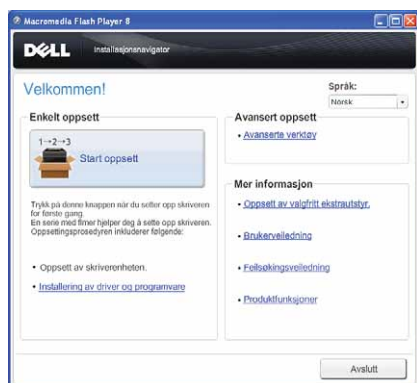 Macromedia Flash Player 8
DELL Installasjonsnavigator
Velkommen!
Språk:
Norsk
Enkelt oppsett
1→2→3
Start oppsett
Trykk på denne knappen når du setter opp skriveren
for første gang.
En serie med filmer hjelper deg å sette opp skriveren.
Oppsettingsprosedyren inkluderer følgende:
• Oppsett av skriverenheten.
• Installering av driver og programvare
Avansert oppsett
• Avanserte verktøy
Mer informasjon
• Oppsett av valgfritt ekstrautstyr.
• Brukerveiledning
• Feilsøkingsveiledning
• Produktfunksjoner
Avslutt